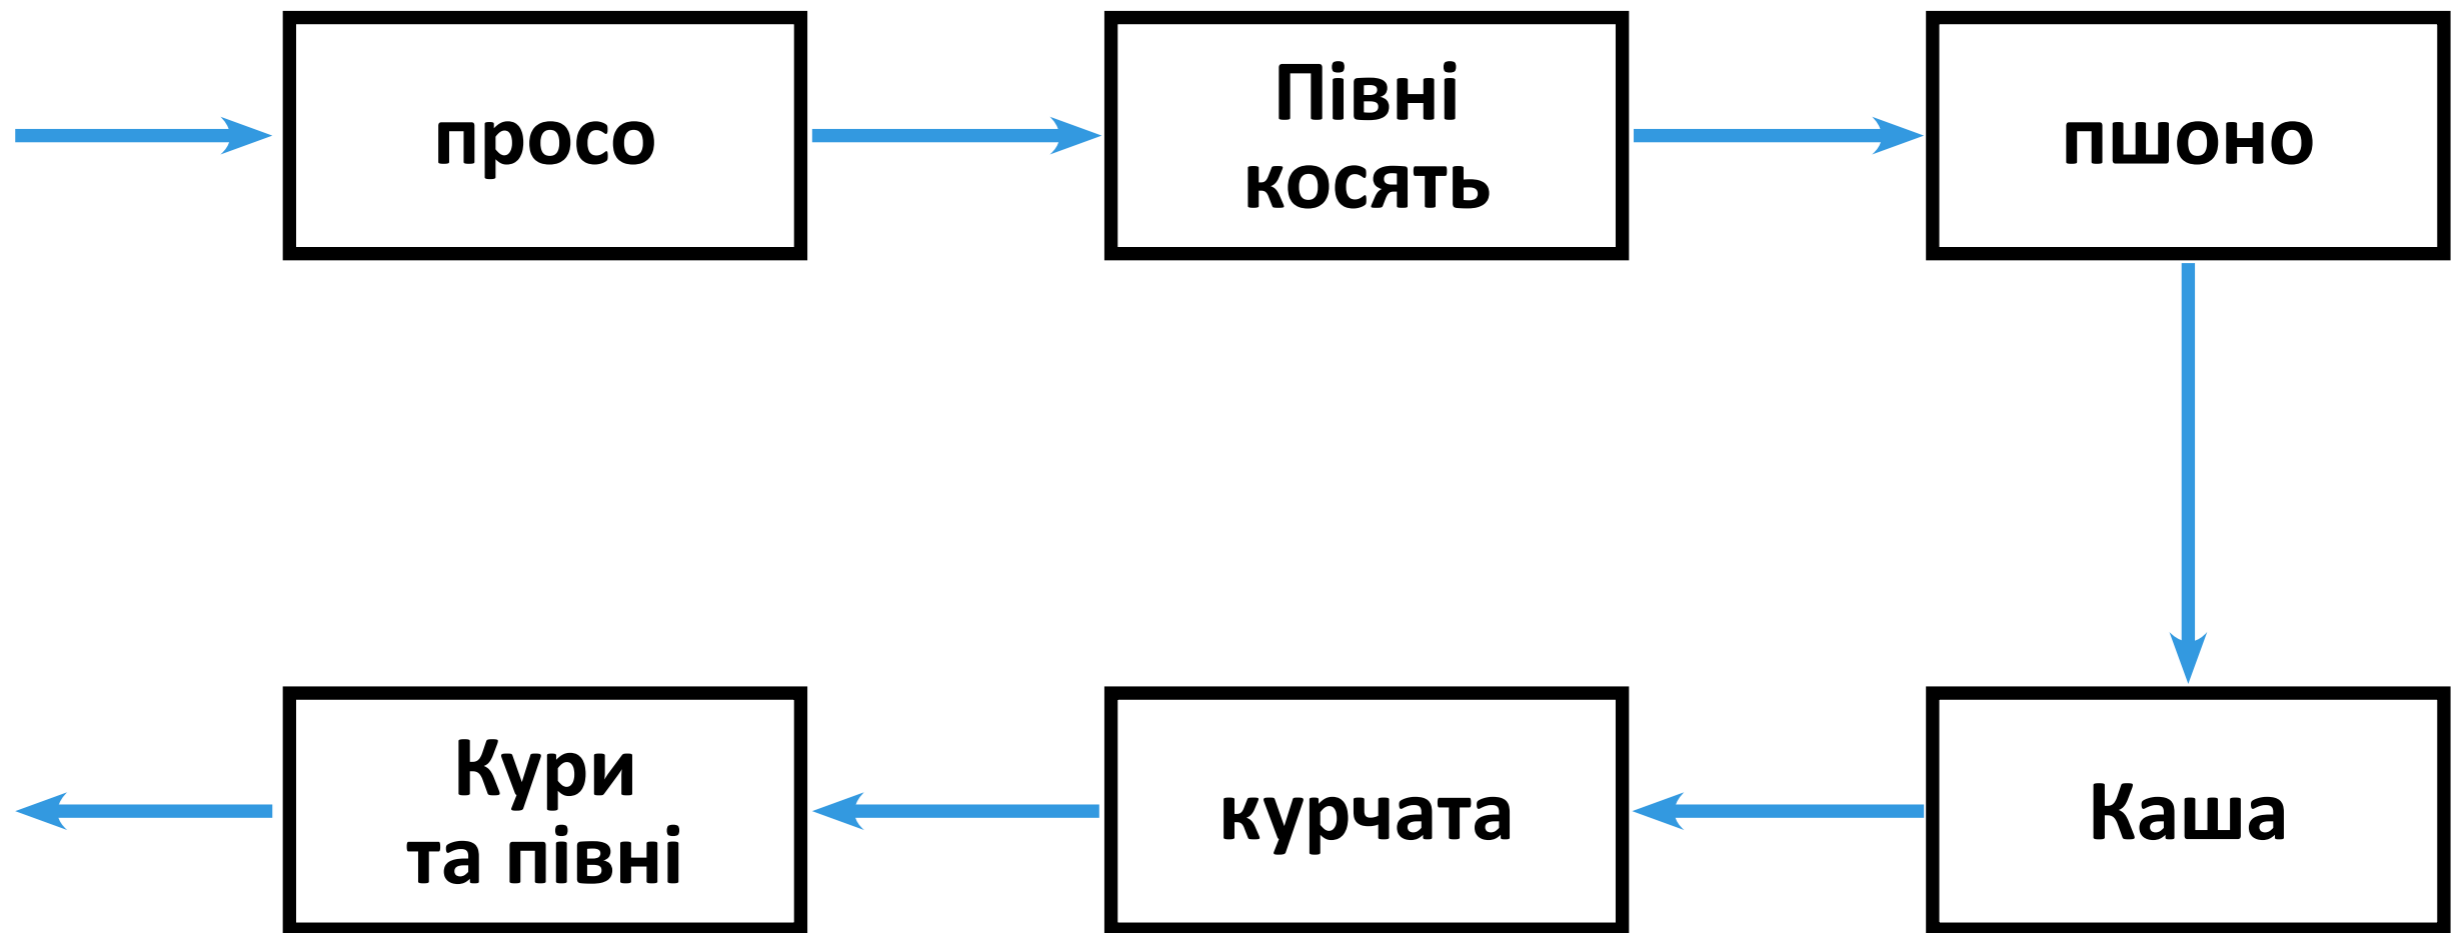 просо
Півні
косять
пшоно
Каша
курчата
Кури
та півні